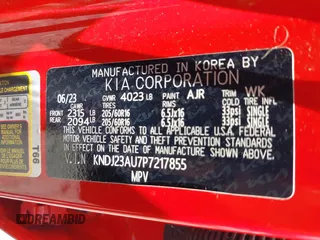 MANUFACTURED IN KOREA BY
KIA CORPORATION
06/23 GVWR 4023 LB PAINT AJR TRIM WK
GAWR TIRES RIMS COLD TIRE INFLATION
FRONT 2315 LB 205/60R16 6.5Jx16 33psi SINGLE
REAR 2094 LB 205/60R16 6.5Jx16 33psi SINGLE
THIS VEHICLE CONFORMS TO ALL APPLICABLE
FEDERAL MOTOR VEHICLE SAFETY AND THEFT PREVENTION
STANDARDS IN EFFECT ON THE DATE OF MANUFACTURE
SHOWN ABOVE.
V.I.N KNDJ23AU7P7217855
MPV
T66
DREAMBID